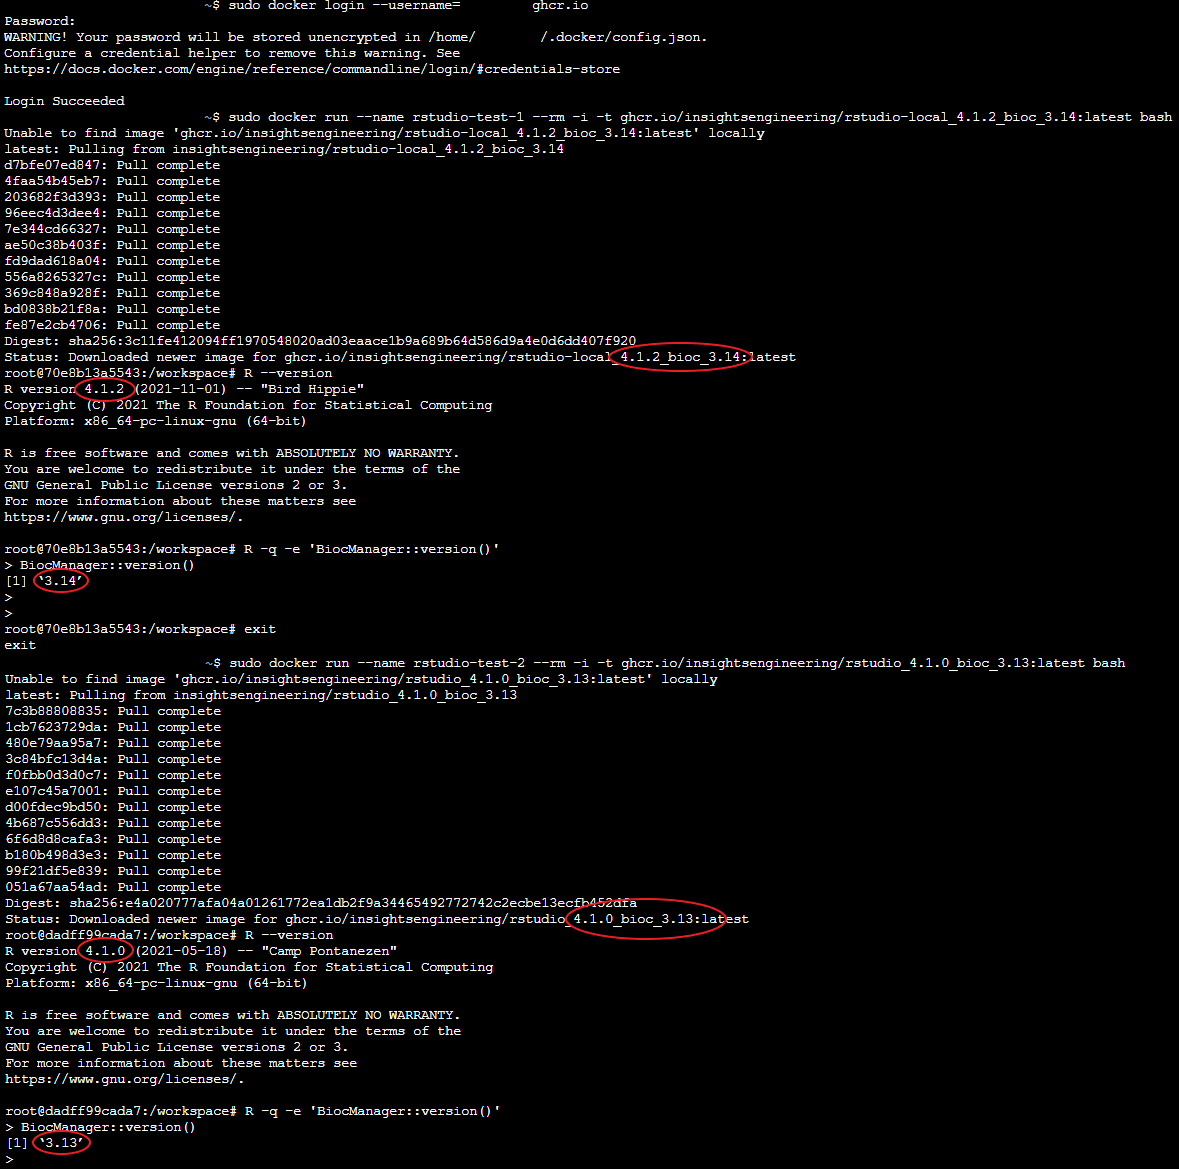 ~$ sudo docker login --username= ghcr.io
Password:
WARNING! Your password will be stored unencrypted in /home/ /.docker/config.json.
Configure a credential helper to remove this warning. See
https://docs.docker.com/engine/reference/commandline/login/#credentials-store
Login Succeeded
~$ sudo docker run --name rstudio-test-1 --rm -i -t ghcr.io/insightsengineering/rstudio-local_4.1.2_bioc_3.14:latest bash
Unable to find image 'ghcr.io/insightsengineering/rstudio-local_4.1.2_bioc_3.14:latest' locally
latest: Pulling from insightsengineering/rstudio-local_4.1.2_bioc_3.14
d7bfe07ed847: Pull complete
4faa54b45eb7: Pull complete
203682f3d393: Pull complete
96eec4d3dee4: Pull complete
7e344cd66327: Pull complete
ae50c38b403f: Pull complete
fd9dad618a04: Pull complete
556a8265327c: Pull complete
369c848a928f: Pull complete
bd0838b21f8a: Pull complete
fe87e2cb4706: Pull complete
Digest: sha256:3c11fe412094ff1970548020ad03eaace1b9a689b64d586d9a4e0d6dd407f920
Status: Downloaded newer image for ghcr.io/insightsengineering/rstudio-local_4.1.2_bioc_3.14:latest
root@70e8b13a5543:/workspace# R --version
R version 4.1.2 (2021-11-01) -- "Bird Hippie"
Copyright (C) 2021 The R Foundation for Statistical Computing
Platform: x86_64-pc-linux-gnu (64-bit)
R is free software and comes with ABSOLUTELY NO WARRANTY.
You are welcome to redistribute it under the terms of the
GNU General Public License versions 2 or 3.
For more information about these matters see
https://www.gnu.org/licenses/.
root@70e8b13a5543:/workspace# R -q -e 'BiocManager::version()'
> BiocManager::version()
[1] ‘3.14’
>
>
root@70e8b13a5543:/workspace# exit
exit
~$ sudo docker run --name rstudio-test-2 --rm -i -t ghcr.io/insightsengineering/rstudio_4.1.0_bioc_3.13:latest bash
Unable to find image 'ghcr.io/insightsengineering/rstudio_4.1.0_bioc_3.13:latest' locally
latest: Pulling from insightsengineering/rstudio_4.1.0_bioc_3.13
7c3b88808835: Pull complete
1cb7623729da: Pull complete
480e79aa95a7: Pull complete
3c84bfc13d4a: Pull complete
f0fbb0d3d0c7: Pull complete
e107c45a7001: Pull complete
d00fdec9bd50: Pull complete
4b687c556dd3: Pull complete
6f6d8d8cafa3: Pull complete
b180b498d3e3: Pull complete
99f21df5e839: Pull complete
051a67aa54ad: Pull complete
Digest: sha256:e4a020777afa04a01261772ea1db2f9a34465492772742c2ecbe13ecfb452dfa
Status: Downloaded newer image for ghcr.io/insightsengineering/rstudio_4.1.0_bioc_3.13:latest
root@dadff99cada7:/workspace# R --version
R version 4.1.0 (2021-05-18) -- "Camp Pontanezen"
Copyright (C) 2021 The R Foundation for Statistical Computing
Platform: x86_64-pc-linux-gnu (64-bit)
R is free software and comes with ABSOLUTELY NO WARRANTY.
You are welcome to redistribute it under the terms of the
GNU General Public License versions 2 or 3.
For more information about these matters see
https://www.gnu.org/licenses/.
root@dadff99cada7:/workspace# R -q -e 'BiocManager::version()'
> BiocManager::version()
[1] ‘3.13’
>